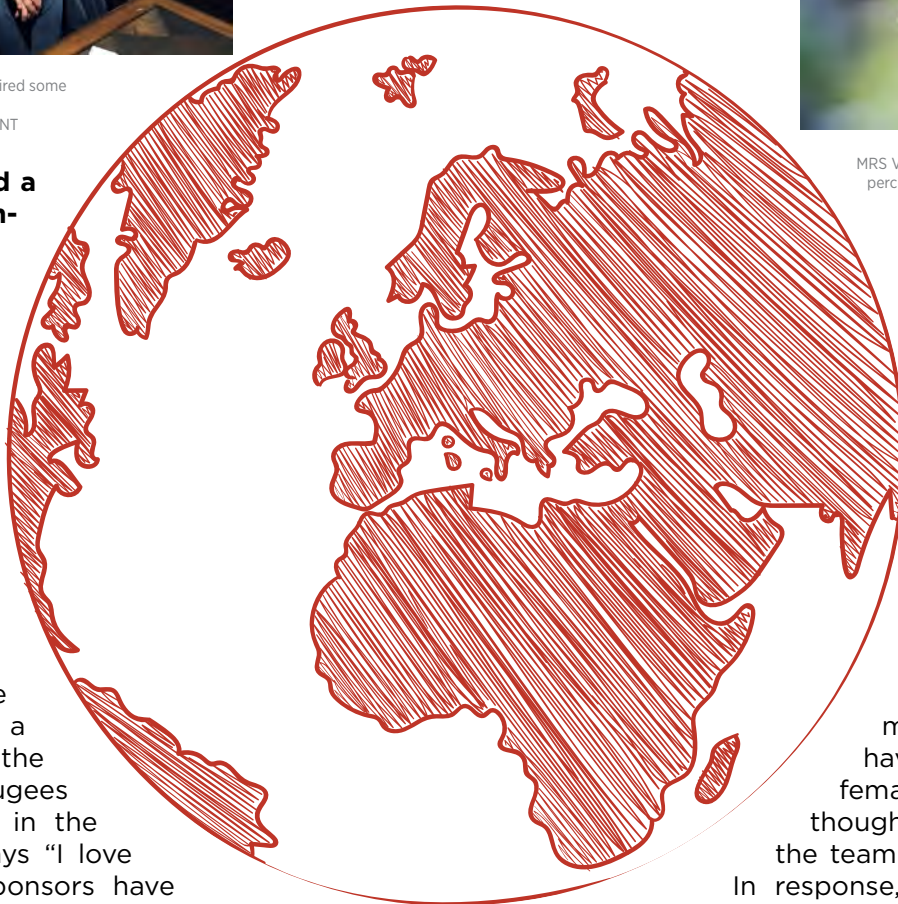 ired some
NT
d a
n-
e
a
the
ugees
in the
ys “I love
ponsors have
MRS V
perc
m
hav
fema
though
the team
In response,